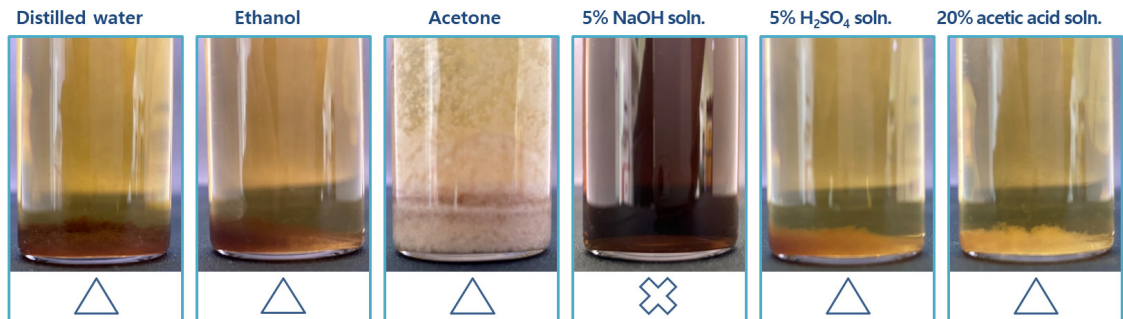 Distilled water
Ethanol
Acetone
5% NaOH soln.
5% H₂SO₄ soln.
20% acetic acid soln.